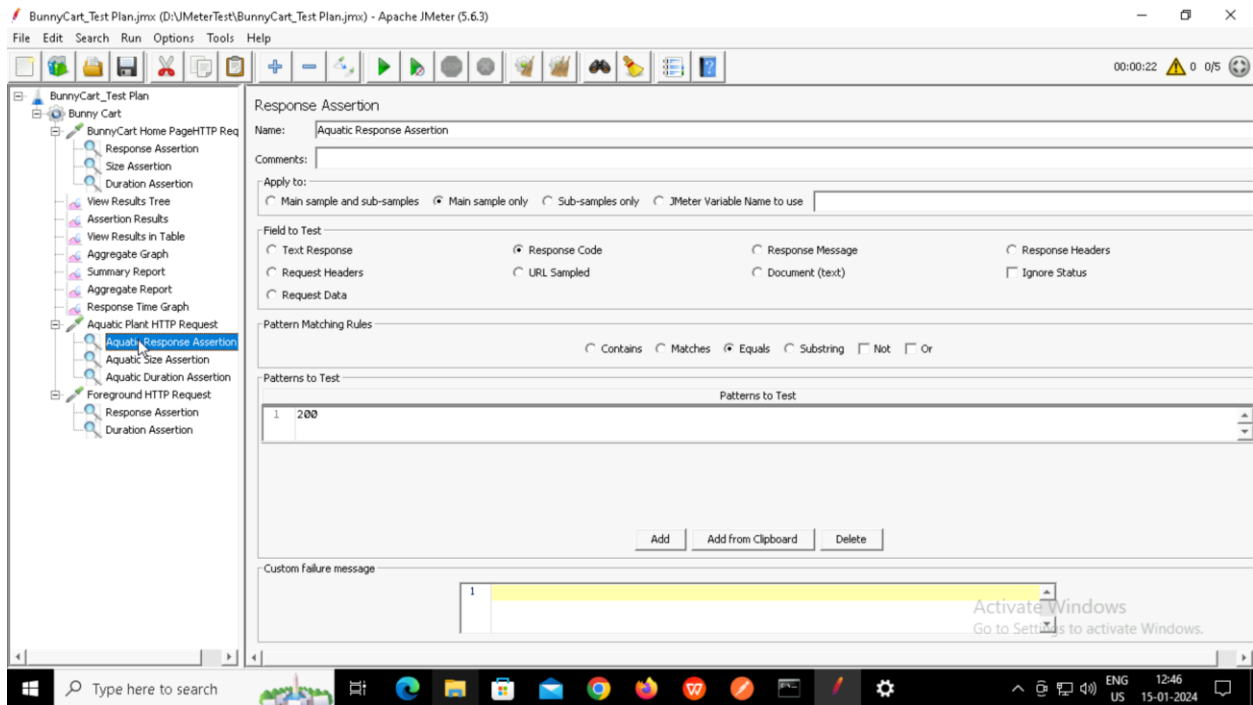 BunnyCart_Test Plan.jmx (D:\JMeterTest\BunnyCart_Test Plan.jmx) - Apache JMeter (5.6.3)
File Edit Search Run Options Tools Help
00:00:22 0 0/5
BunnyCart_Test Plan
Bunny Cart
BunnyCart Home PageHTTP Req
Response Assertion
Size Assertion
Duration Assertion
View Results Tree
Assertion Results
View Results in Table
Aggregate Graph
Summary Report
Aggregate Report
Response Time Graph
Aquatic Plant HTTP Request
Aquatic Response Assertion
Aquatic Size Assertion
Aquatic Duration Assertion
Foreground HTTP Request
Response Assertion
Duration Assertion
Response Assertion
Name: Aquatic Response Assertion
Comments:
Apply to:
Main sample and sub-samples Main sample only Sub-samples only JMeter Variable Name to use
Field to Test
Text Response Response Code Response Message Response Headers
Request Headers URL Sampled Document (text) Ignore Status
Request Data
Pattern Matching Rules
Contains Matches Equals Substring Not Or
Patterns to Test
Patterns to Test
1 200
Add Add from Clipboard Delete
Custom failure message
1
Activate Windows
Go to Settings to activate Windows.
Type here to search
ENG
US
12:46
15-01-2024